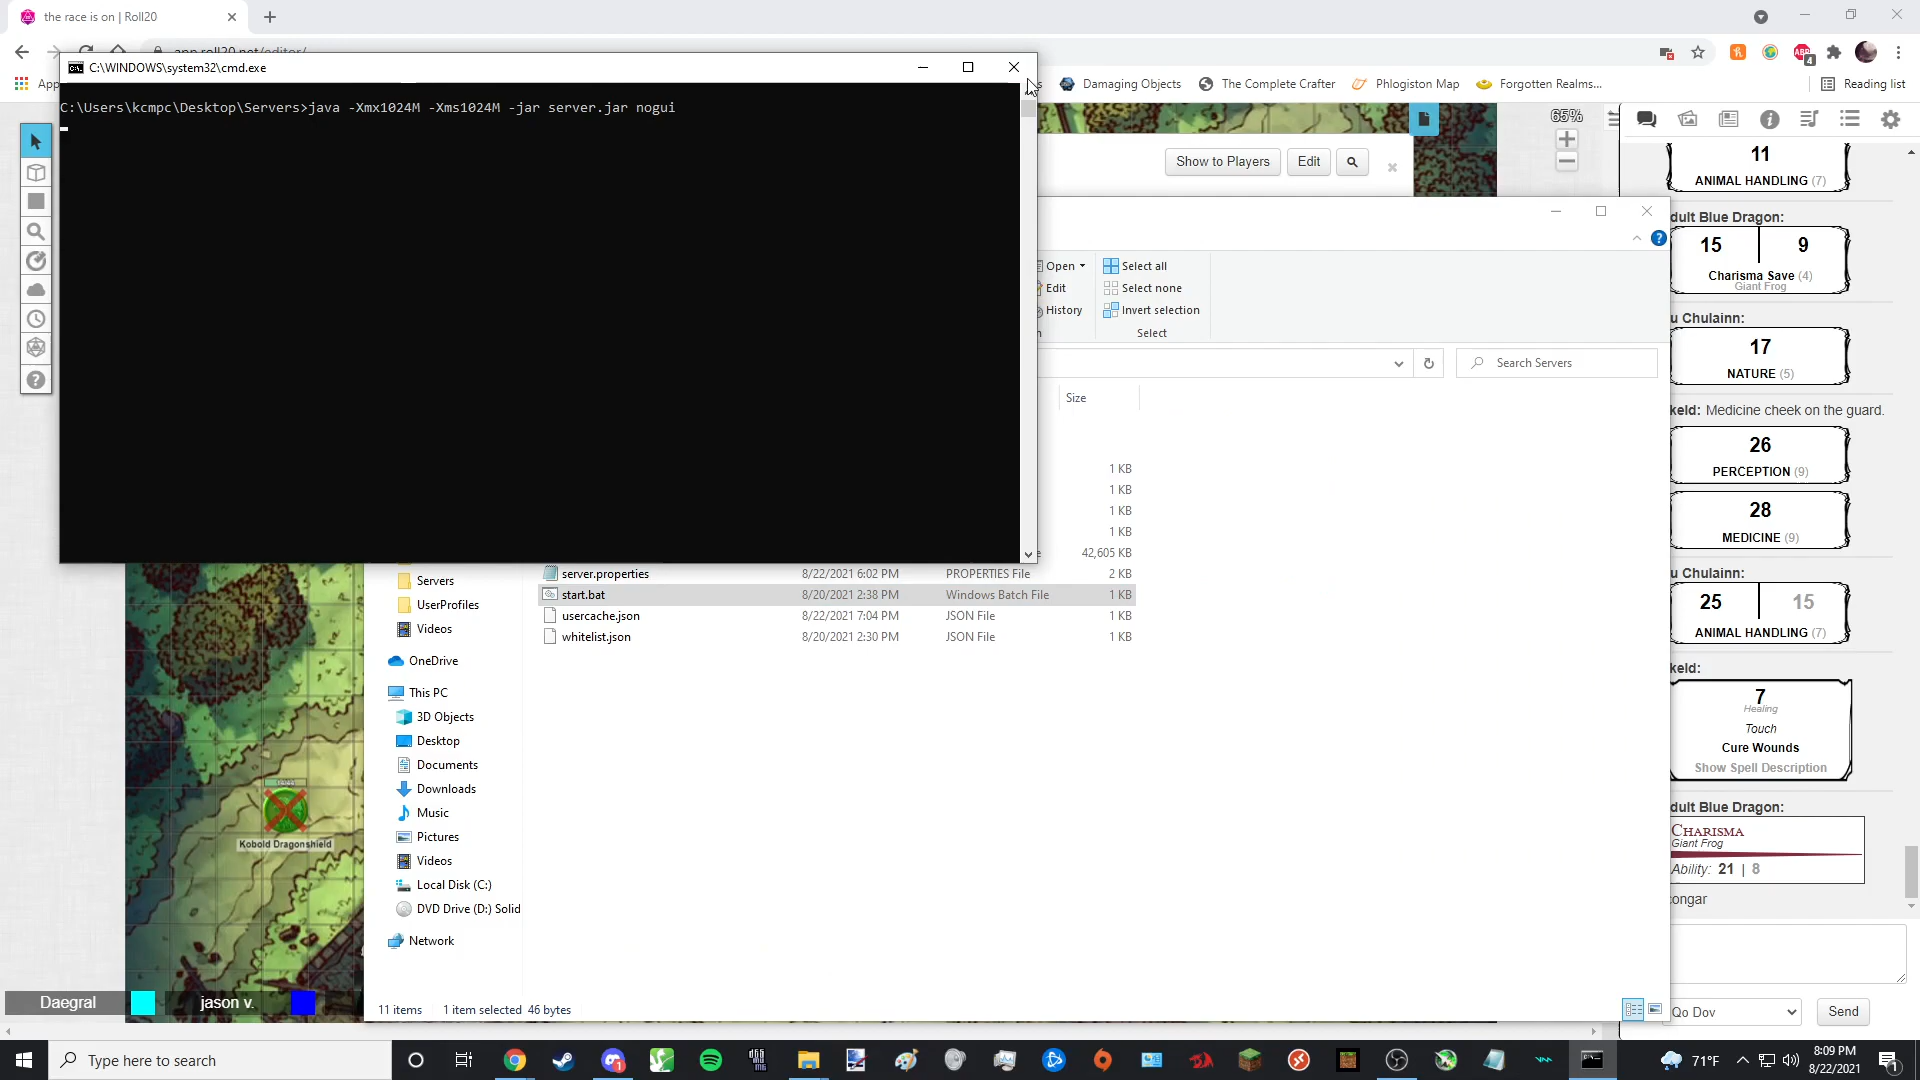 the race is on | Roll20
app.roll20.net/editor/
C:\WINDOWS\system32\cmd.exe
C:\Users\kcmpc\Desktop\Servers>java -Xmx1024M -Xms1024M -jar server.jar nogui
App
Damaging Objects
The Complete Crafter
Phlogiston Map
Forgotten Realms...
Reading list
4
65%
Show to Players
Edit
Open
Edit
History
Select all
Select none
Invert selection
Select
Search Servers
Size
1 KB
1 KB
1 KB
1 KB
42,605 KB
server.properties 8/22/2021 6:02 PM PROPERTIES File 2 KB
start.bat 8/20/2021 2:38 PM Windows Batch File 1 KB
usercache.json 8/22/2021 7:04 PM JSON File 1 KB
whitelist.json 8/20/2021 2:30 PM JSON File 1 KB
Servers
UserProfiles
Videos
OneDrive
This PC
3D Objects
Desktop
Documents
Downloads
Music
Pictures
Videos
Local Disk (C:)
DVD Drive (D:) Solid
Network
11 items 1 item selected 46 bytes
Kobold Dragonshield
Daegral
jason v.
11
ANIMAL HANDLING (7)
dult Blue Dragon:
15 9
Charisma Save (4)
Giant Frog
u Chulainn:
17
NATURE (5)
keld: Medicine cheek on the guard.
26
PERCEPTION (9)
28
MEDICINE (9)
u Chulainn:
25 15
ANIMAL HANDLING (7)
keld:
7
Healing
Touch
Cure Wounds
Show Spell Description
dult Blue Dragon:
CHARISMA
Giant Frog
Ability: 21 | 8
congar
Qo Dov
Send
Type here to search
71°F
8:09 PM
8/22/2021
1